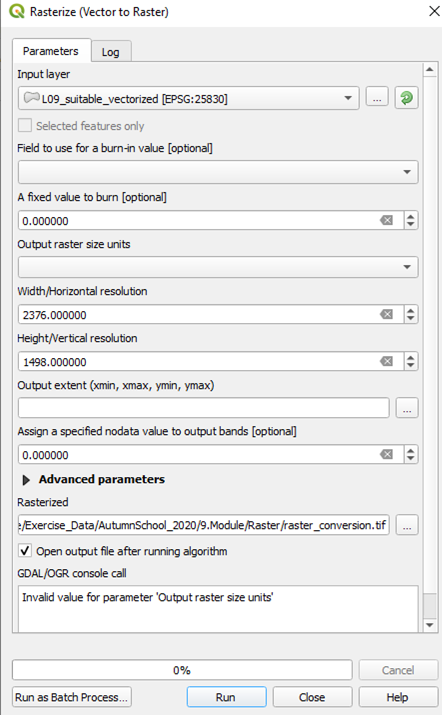 Rasterize (Vector to Raster)
Parameters
Log
Input layer
L09_suitable_vectorized [EPSG:25830]
...
Selected features only
Field to use for a burn-in value [optional]
A fixed value to burn [optional]
0.000000
Output raster size units
Width/Horizontal resolution
2376.000000
Height/Vertical resolution
1498.000000
Output extent (xmin, xmax, ymin, ymax)
...
Assign a specified nodata value to output bands [optional]
0.000000
Advanced parameters
Rasterized
e/Exercise_Data/AutumnSchool_2020/9.Module/Raster/raster_conversion.tif
...
Open output file after running algorithm
GDAL/OGR console call
Invalid value for parameter 'Output raster size units'
0%
Cancel
Run as Batch Process...
Run
Close
Help